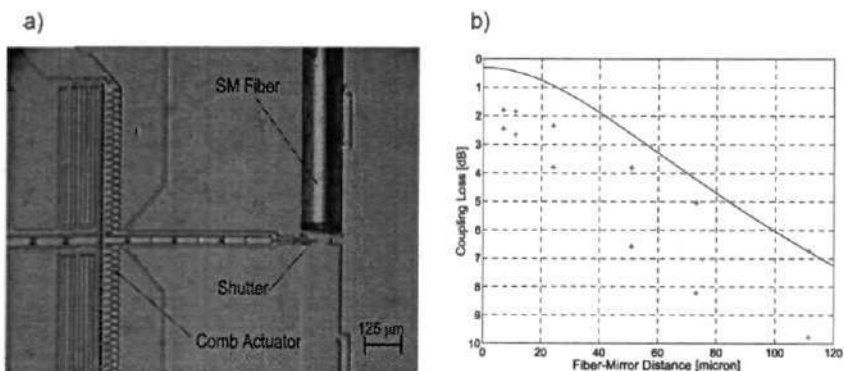 a)
SM Fiber
Shutter
Comb Actuator
125 µm
b)
Coupling Loss [dB]
0
1
2
3
4
5
6
7
8
9
10
0 20 40 60 80 100 120
Fiber-Mirror Distance [micron]